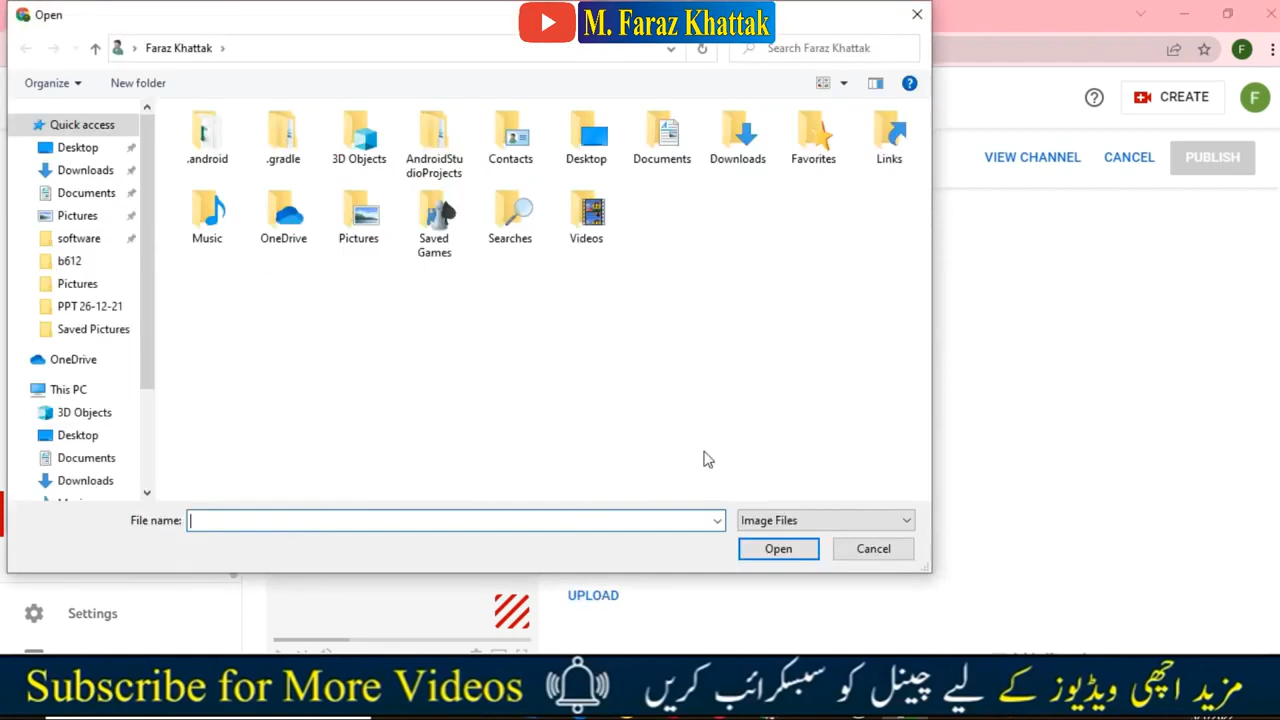 Open
M. Faraz Khattak
Faraz Khattak
Search Faraz Khattak
Organize
New folder
CREATE
F
F
VIEW CHANNEL
CANCEL
PUBLISH
Quick access
Desktop
Downloads
Documents
Pictures
software
b612
Pictures
PPT 26-12-21
Saved Pictures
OneDrive
This PC
3D Objects
Desktop
Documents
Downloads
.android
.gradle
3D Objects
AndroidStu
dioProjects
Contacts
Desktop
Documents
Downloads
Favorites
Links
Music
OneDrive
Pictures
Saved
Games
Searches
Videos
File name:
Image Files
Open
Cancel
UPLOAD
Settings
Subscribe for More Videos
مزید اچھی ویڈیوز کے لیے چینل کو سبسکرائب کریں